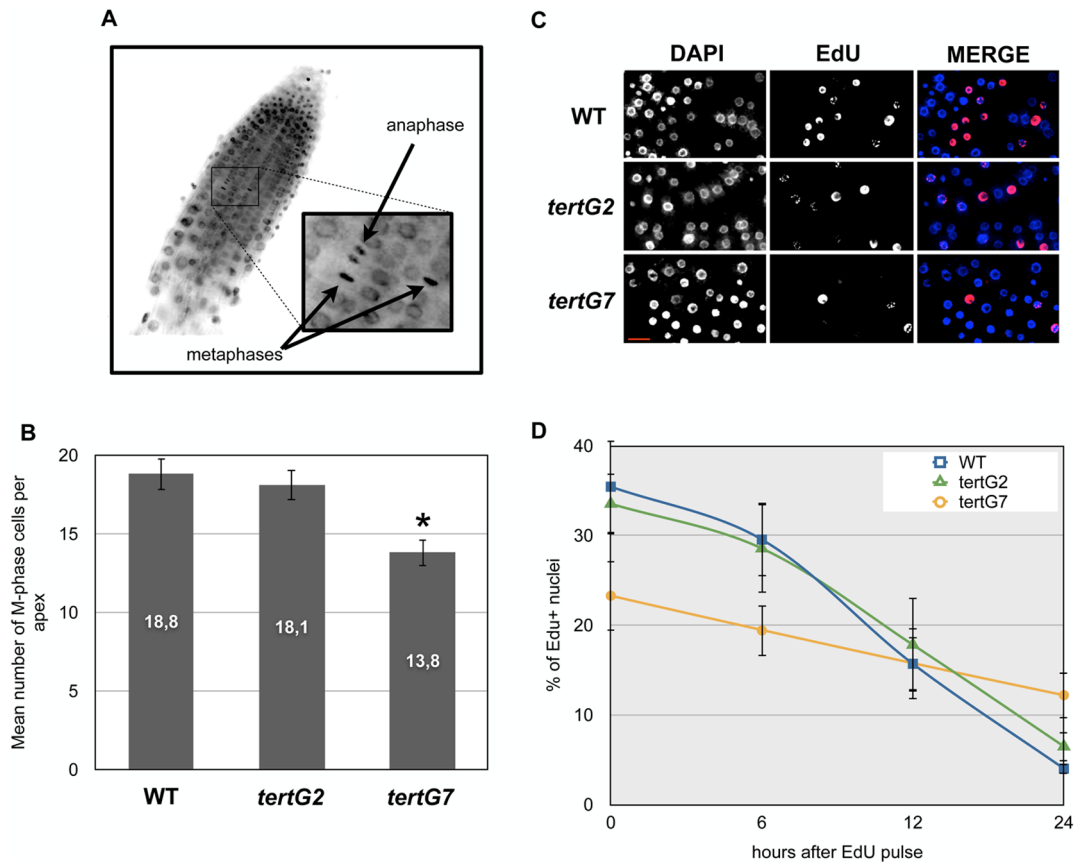 A
anaphase
metaphases
B
Mean number of M-phase cells per
apex
20
15
10
5
0
18,8
18,1
13,8
*
WT
tertG2
tertG7
C
DAPI
EdU
MERGE
WT
tertG2
tertG7
D
% of Edu+ nuclei
40
30
20
10
0
WT
tertG2
tertG7
0
6
12
24
hours after EdU pulse